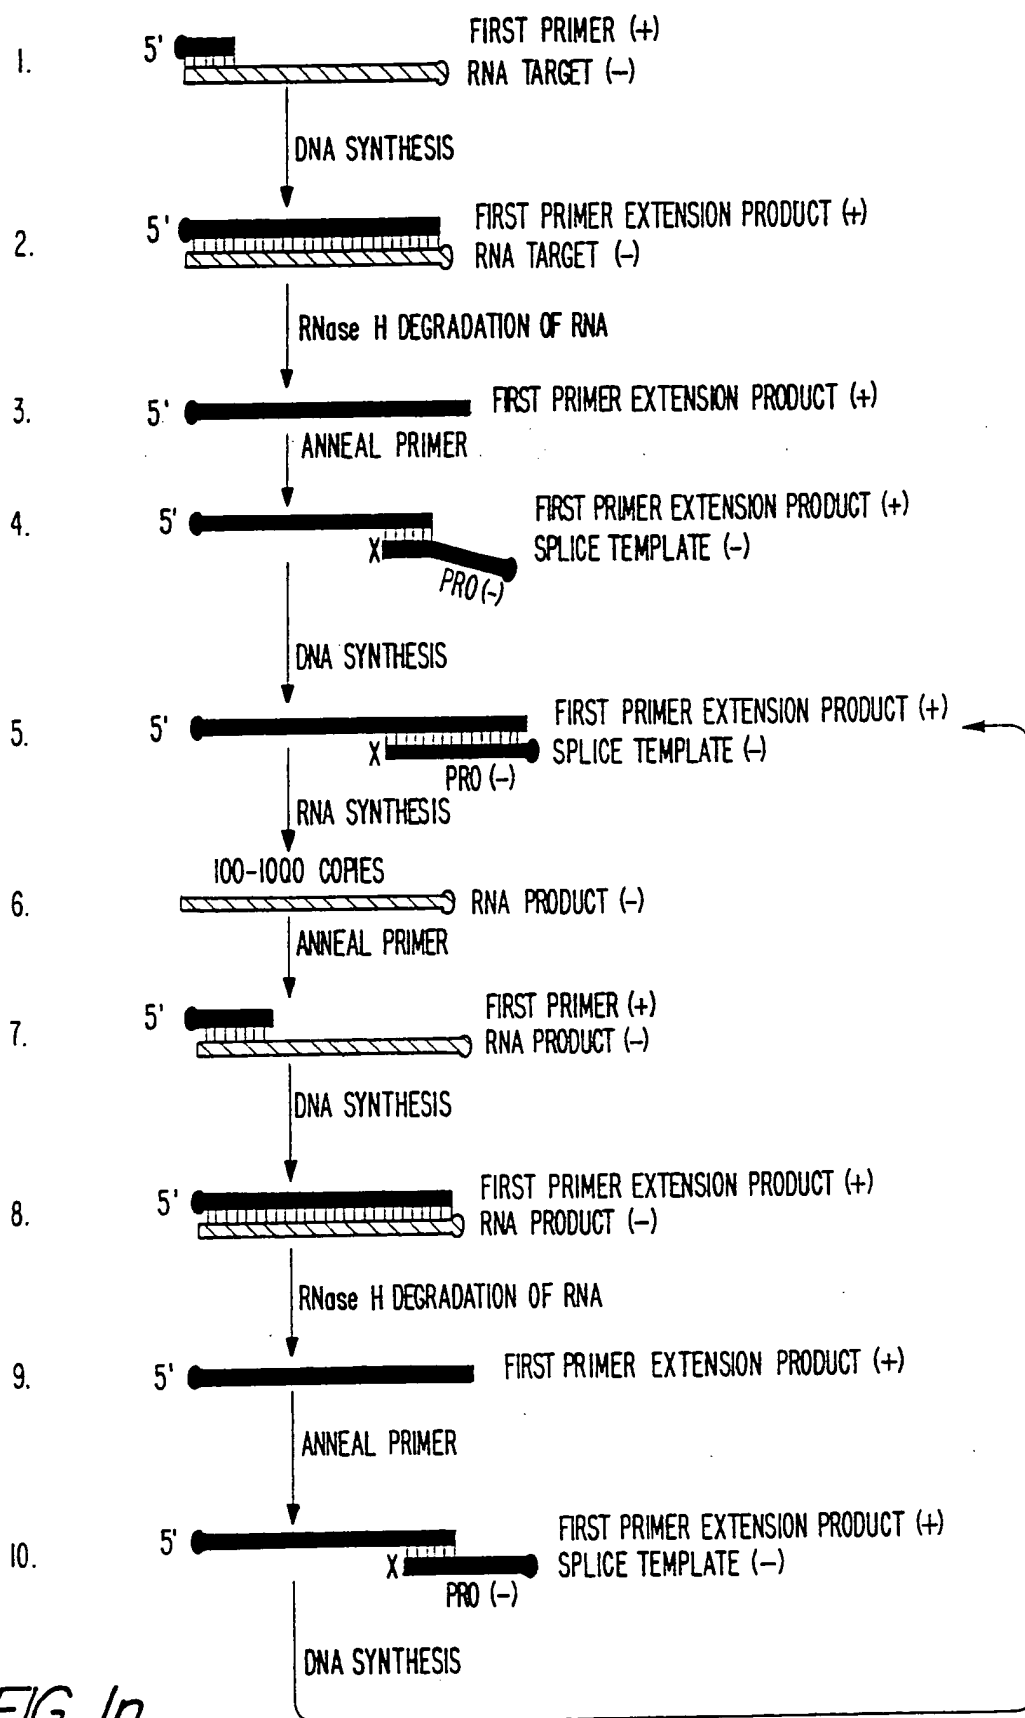 1.
5'
FIRST PRIMER (+)
RNA TARGET (-)
DNA SYNTHESIS
2.
5'
FIRST PRIMER EXTENSION PRODUCT (+)
RNA TARGET (-)
RNase H DEGRADATION OF RNA
3.
5'
FIRST PRIMER EXTENSION PRODUCT (+)
ANNEAL PRIMER
4.
5'
FIRST PRIMER EXTENSION PRODUCT (+)
X
SPLICE TEMPLATE (-)
PRO (-)
DNA SYNTHESIS
5.
5'
FIRST PRIMER EXTENSION PRODUCT (+)
X
SPLICE TEMPLATE (-)
PRO (-)
RNA SYNTHESIS
100-1000 COPIES
6.
RNA PRODUCT (-)
ANNEAL PRIMER
7.
5'
FIRST PRIMER (+)
RNA PRODUCT (-)
DNA SYNTHESIS
8.
5'
FIRST PRIMER EXTENSION PRODUCT (+)
RNA PRODUCT (-)
RNase H DEGRADATION OF RNA
9.
5'
FIRST PRIMER EXTENSION PRODUCT (+)
ANNEAL PRIMER
10.
5'
FIRST PRIMER EXTENSION PRODUCT (+)
X
SPLICE TEMPLATE (-)
PRO (-)
DNA SYNTHESIS
FIG.